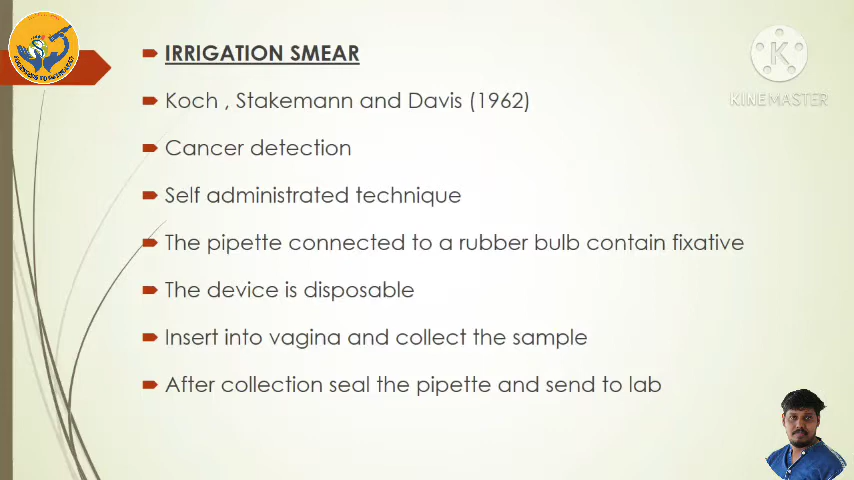 IRRIGATION SMEAR
Koch , Stakemann and Davis (1962)
Cancer detection
Self administrated technique
The pipette connected to a rubber bulb contain fixative
The device is disposable
Insert into vagina and collect the sample
After collection seal the pipette and send to lab
K
KINEMASTER